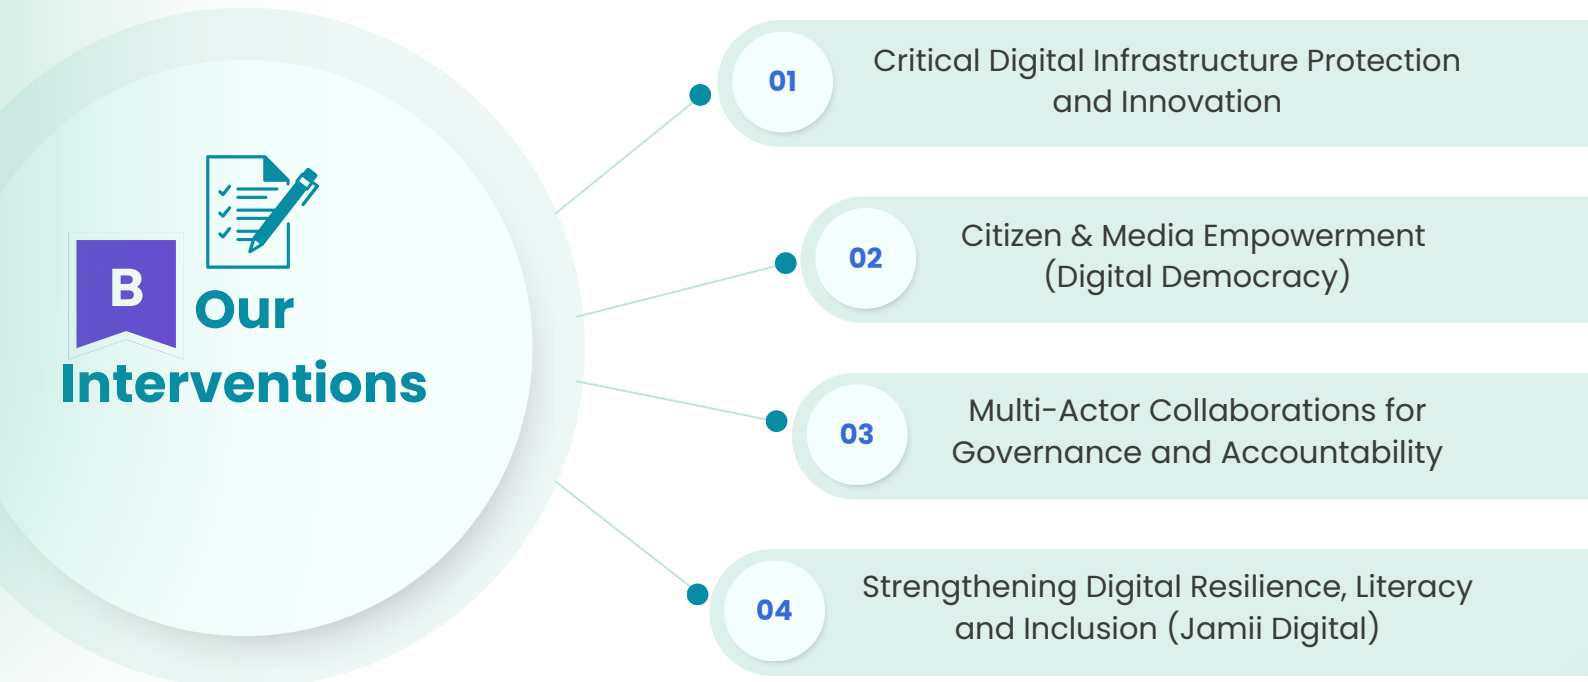 B
Our
Interventions
01
Critical Digital Infrastructure Protection
and Innovation
02
Citizen & Media Empowerment
(Digital Democracy)
03
Multi-Actor Collaborations for
Governance and Accountability
04
Strengthening Digital Resilience, Literacy
and Inclusion (Jamii Digital)